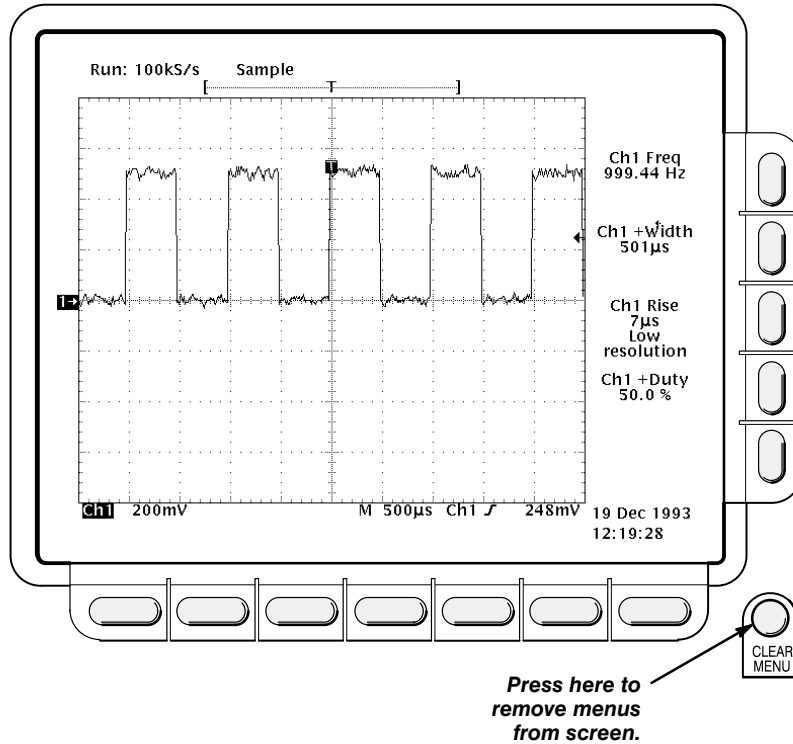 Run: 100kS/s Sample
T
T
Ch1 Freq
999.44 Hz
Ch1 +Width
501µs
1→
Ch1 Rise
7µs
Low
resolution
Ch1 +Duty
50.0 %
Ch1 200mV M 500µs Ch1 248mV
19 Dec 1993
12:19:28
CLEAR
MENU
Press here to
remove menus
from screen.